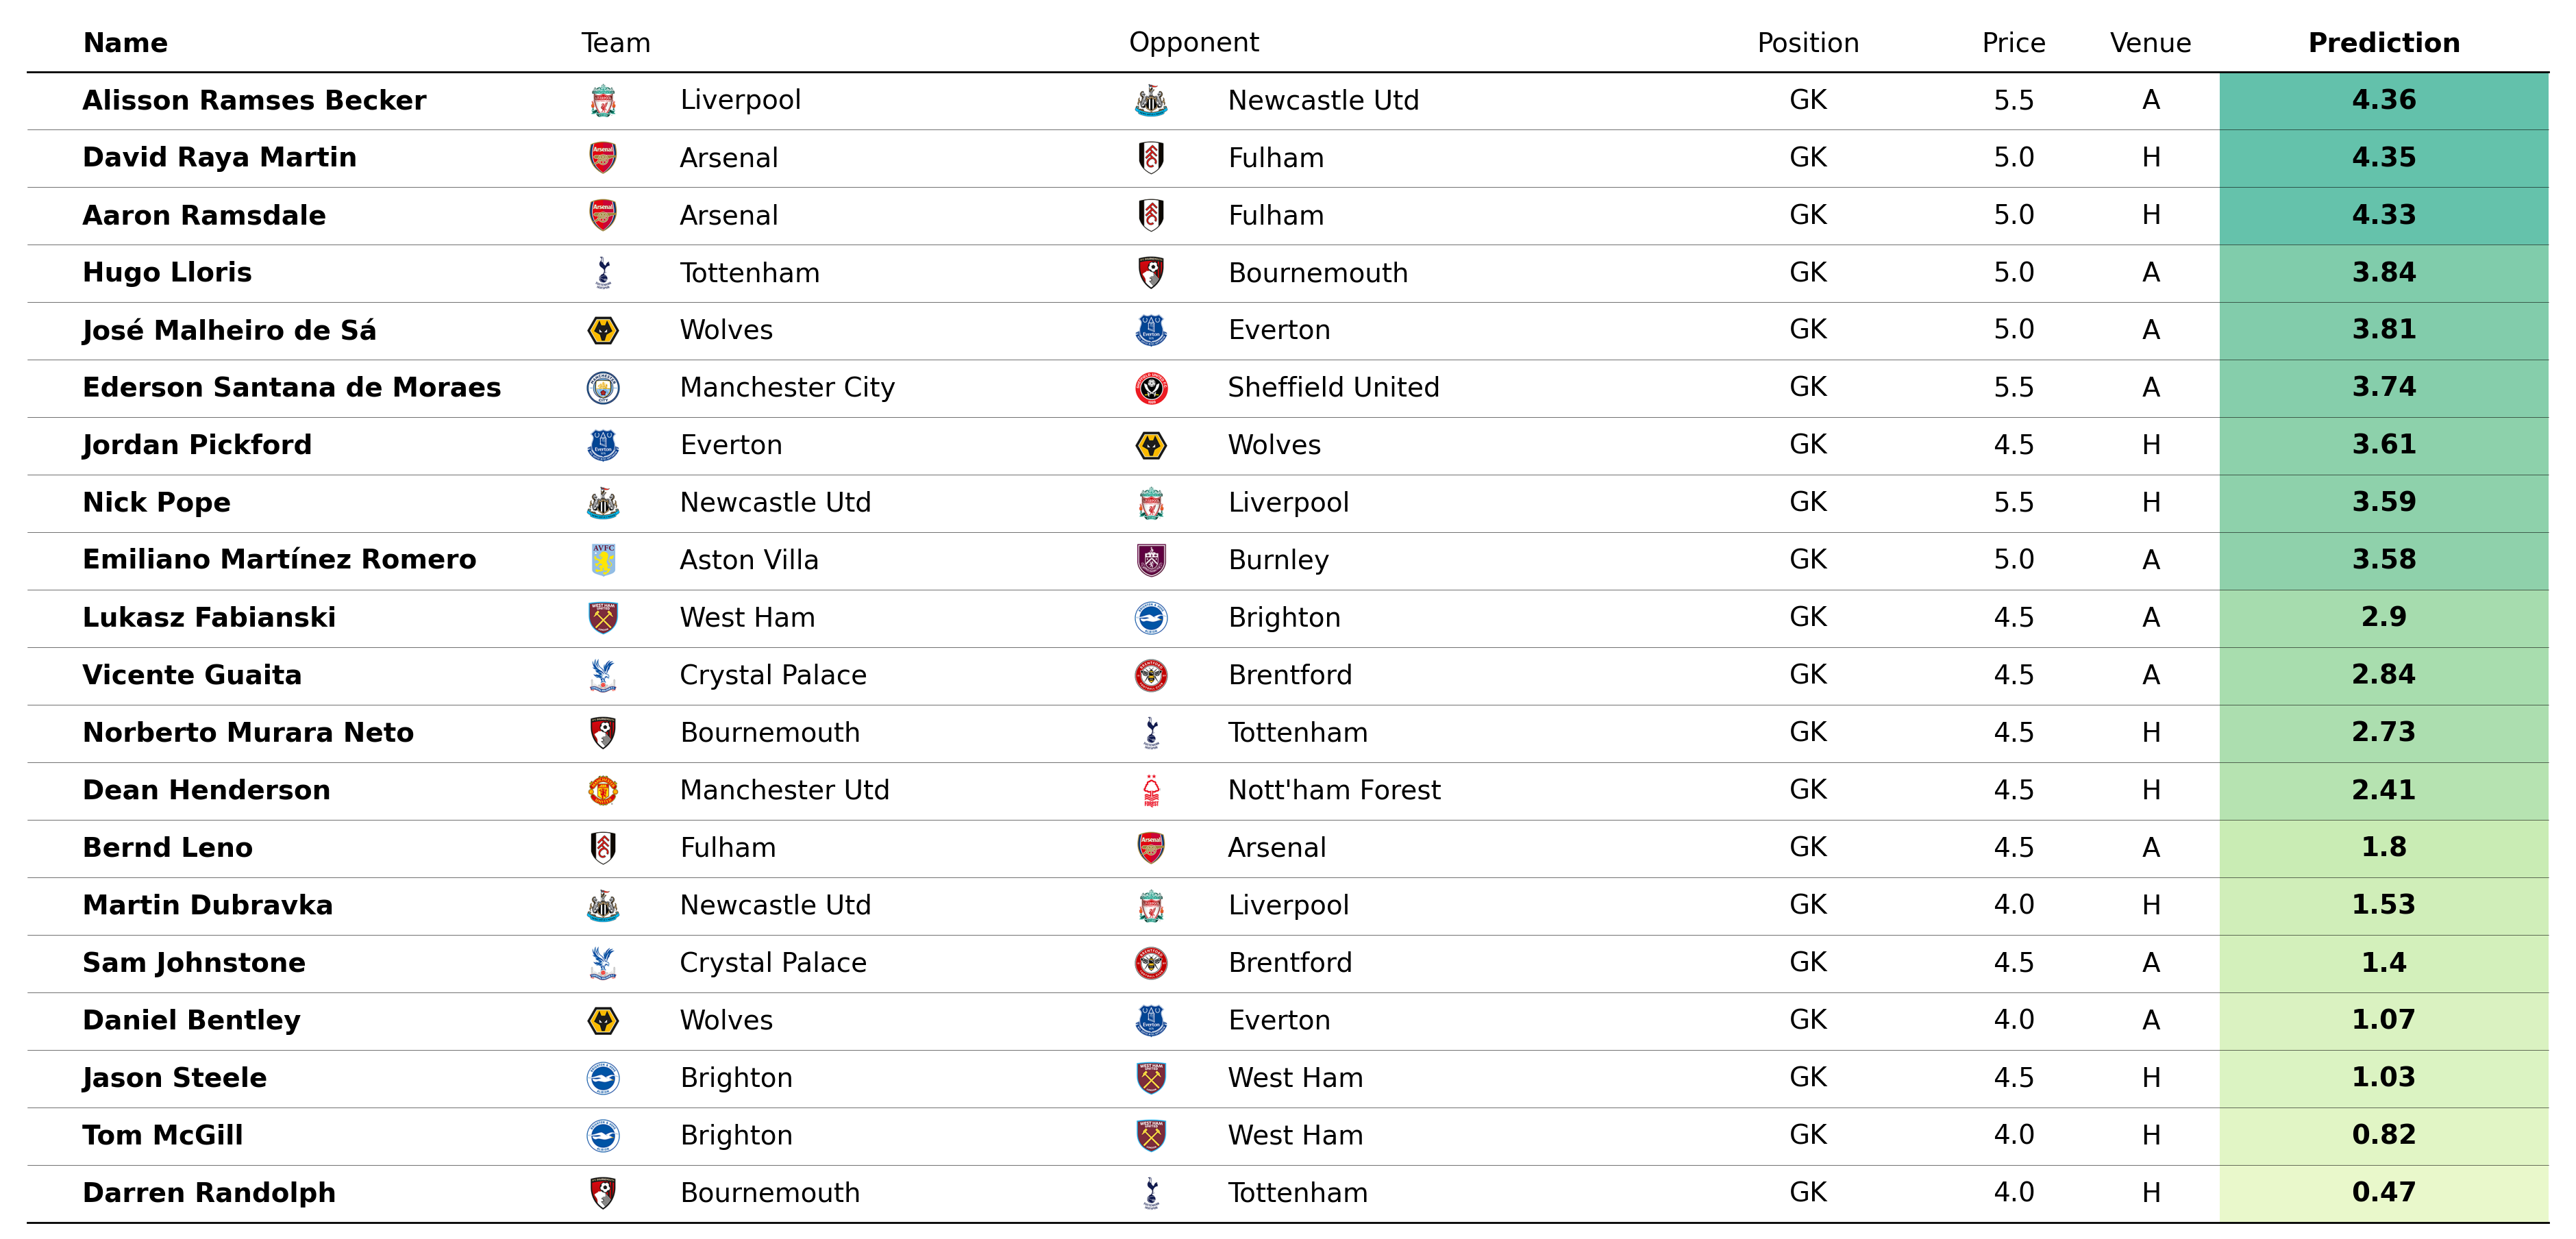 Name Team Opponent Position Price Venue Prediction
Alisson Ramses Becker Liverpool Newcastle Utd GK 5.5 A 4.36
David Raya Martin Arsenal Fulham GK 5.0 H 4.35
Aaron Ramsdale Arsenal Fulham GK 5.0 H 4.33
Hugo Lloris Tottenham Bournemouth GK 5.0 A 3.84
José Malheiro de Sá Wolves Everton GK 5.0 A 3.81
Ederson Santana de Moraes Manchester City Sheffield United GK 5.5 A 3.74
Jordan Pickford Everton Wolves GK 4.5 H 3.61
Nick Pope Newcastle Utd Liverpool GK 5.5 H 3.59
Emiliano Martínez Romero Aston Villa Burnley GK 5.0 A 3.58
Lukasz Fabianski West Ham Brighton GK 4.5 A 2.9
Vicente Guaita Crystal Palace Brentford GK 4.5 A 2.84
Norberto Murara Neto Bournemouth Tottenham GK 4.5 H 2.73
Dean Henderson Manchester Utd Nott'ham Forest GK 4.5 H 2.41
Bernd Leno Fulham Arsenal GK 4.5 A 1.8
Martin Dubravka Newcastle Utd Liverpool GK 4.0 H 1.53
Sam Johnstone Crystal Palace Brentford GK 4.5 A 1.4
Daniel Bentley Wolves Everton GK 4.0 A 1.07
Jason Steele Brighton West Ham GK 4.5 H 1.03
Tom McGill Brighton West Ham GK 4.0 H 0.82
Darren Randolph Bournemouth Tottenham GK 4.0 H 0.47